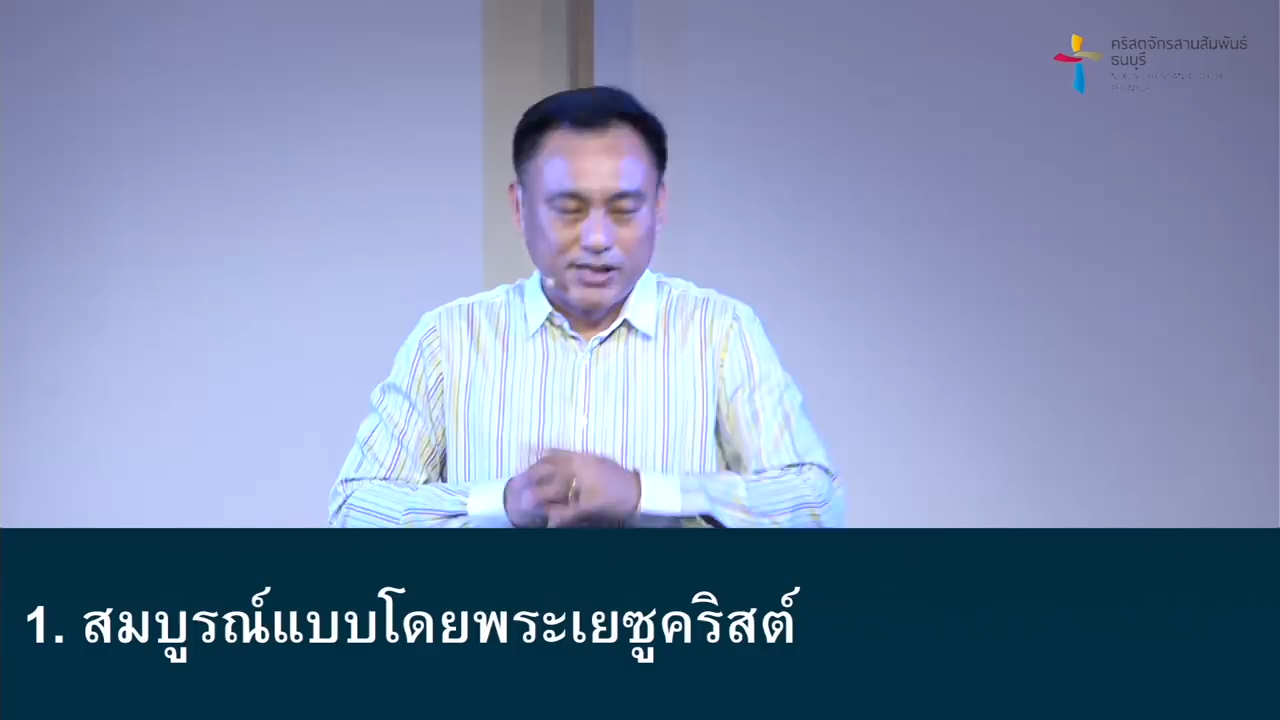 คริสตจักรสานสัมพันธ์
ธนบุรี
1. สมบูรณ์แบบโดยพระเยซูคริสต์